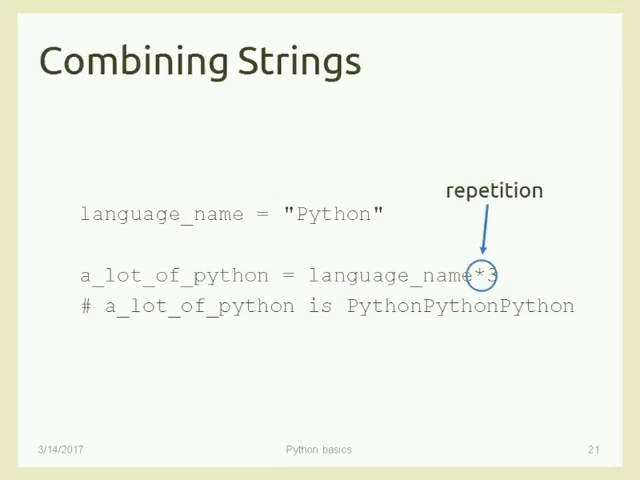 Combining Strings
repetition
language_name = "Python"
a_lot_of_python = language_name*3
# a_lot_of_python is PythonPythonPython
3/14/2017 Python basics 21